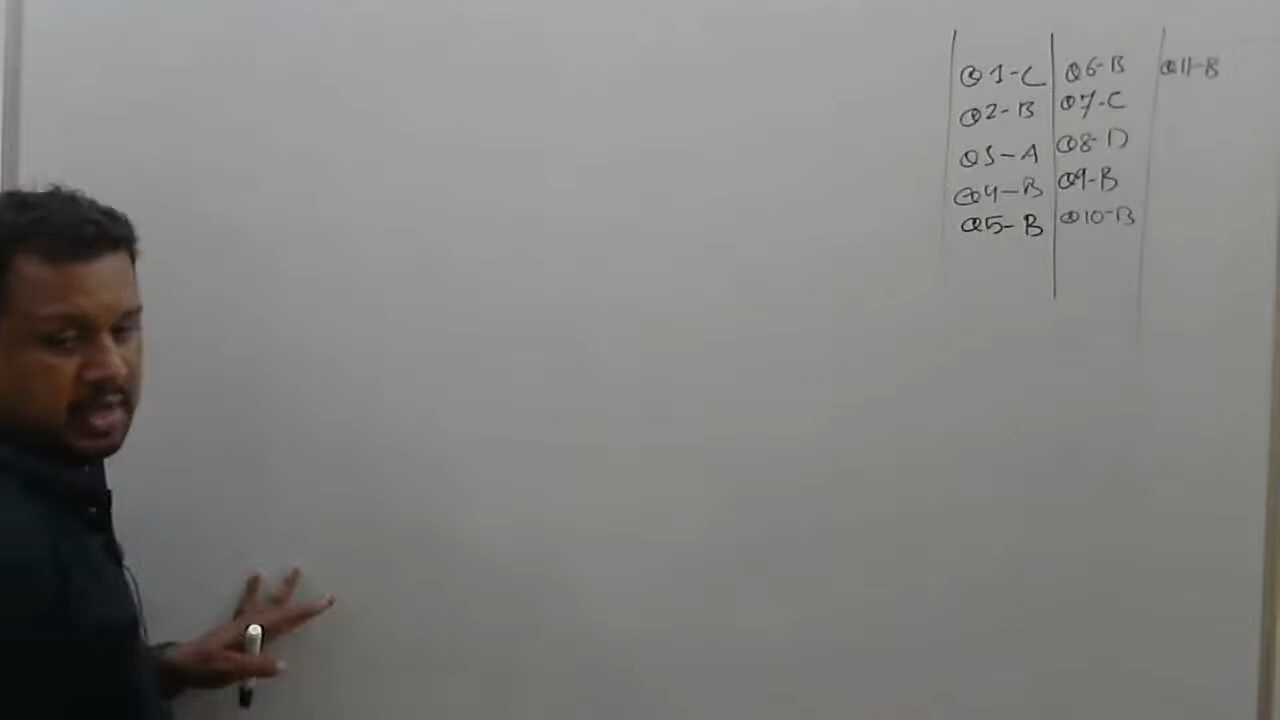 Q1-C
Q2-B
Q3-A
Q4-B
Q5-B
Q6-B
Q7-C
Q8-D
Q9-B
Q10-B
Q11-B